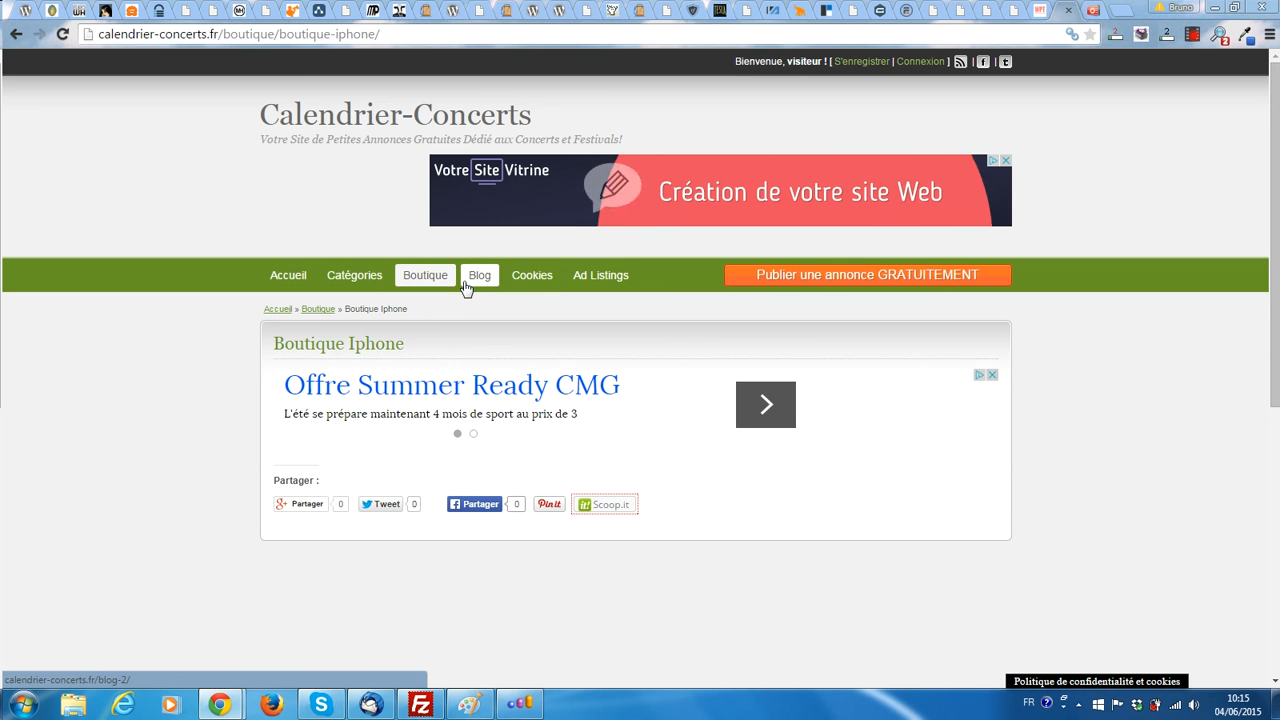 Bruno
calendrier-concerts.fr/boutique/boutique-iphone/
Bienvenue, visiteur ! [ S'enregistrer | Connexion ] | f | t
Calendrier-Concerts
Votre Site de Petites Annonces Gratuites Dédié aux Concerts et Festivals!
Votre Site Vitrine
Création de votre site Web
Accueil Catégories Boutique Blog Cookies Ad Listings Publier une annonce GRATUITEMENT
Accueil » Boutique » Boutique Iphone
Boutique Iphone
Offre Summer Ready CMG
L'été se prépare maintenant 4 mois de sport au prix de 3
Partager :
Partager 0 Tweet 0 Partager 0 Pinit it! Scoop.it
calendrier-concerts.fr/blog-2/
Politique de confidentialité et cookies
FR 10:15
04/06/2015